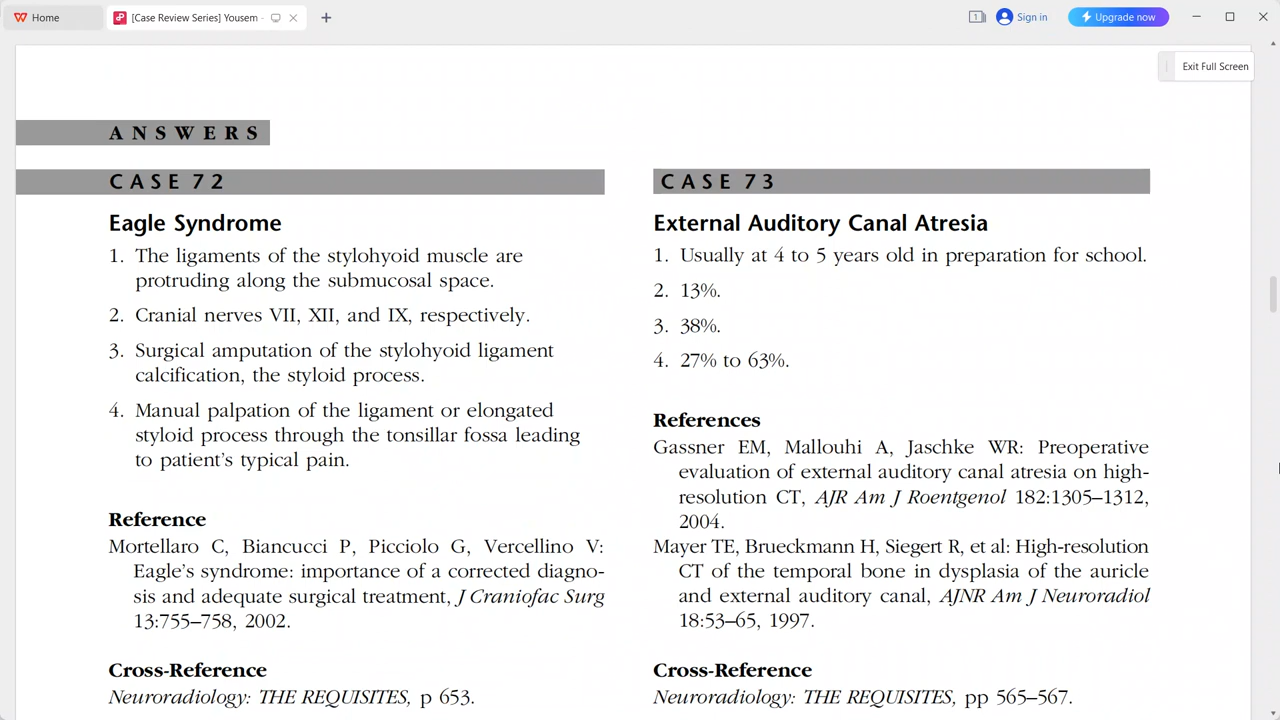 Home
[Case Review Series] Yousem -
1
Sign in
Upgrade now
Exit Full Screen
ANSWERS
CASE 72
Eagle Syndrome
1. The ligaments of the stylohyoid muscle are
protruding along the submucosal space.
2. Cranial nerves VII, XII, and IX, respectively.
3. Surgical amputation of the stylohyoid ligament
calcification, the styloid process.
4. Manual palpation of the ligament or elongated
styloid process through the tonsillar fossa leading
to patient's typical pain.
Reference
Mortellaro C, Biancucci P, Picciolo G, Vercellino V:
Eagle's syndrome: importance of a corrected diagno-
sis and adequate surgical treatment, J Craniofac Surg
13:755–758, 2002.
Cross-Reference
Neuroradiology: THE REQUISITES, p 653.
CASE 73
External Auditory Canal Atresia
1. Usually at 4 to 5 years old in preparation for school.
2. 13%.
3. 38%.
4. 27% to 63%.
References
Gassner EM, Mallouhi A, Jaschke WR: Preoperative
evaluation of external auditory canal atresia on high-
resolution CT, AJR Am J Roentgenol 182:1305–1312,
2004.
Mayer TE, Brueckmann H, Siegert R, et al: High-resolution
CT of the temporal bone in dysplasia of the auricle
and external auditory canal, AJNR Am J Neuroradiol
18:53–65, 1997.
Cross-Reference
Neuroradiology: THE REQUISITES, pp 565–567.